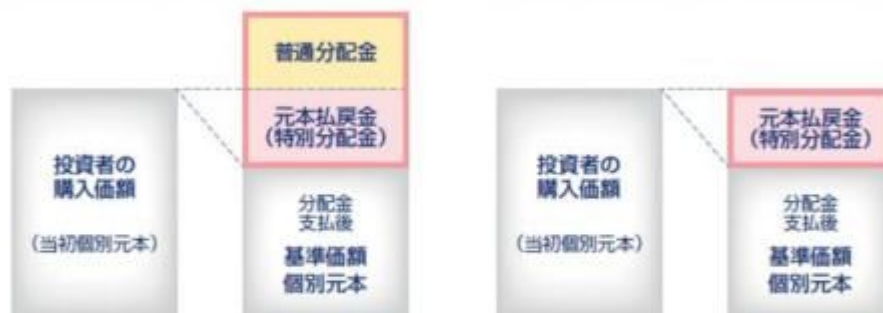 普通分配金
元本払戻金
(特別分配金)
投資者の
購入価額
(当初個別元本)
分配金
支払後
基準価額
個別元本
元本払戻金
(特別分配金)
投資者の
購入価額
(当初個別元本)
分配金
支払後
基準価額
個別元本